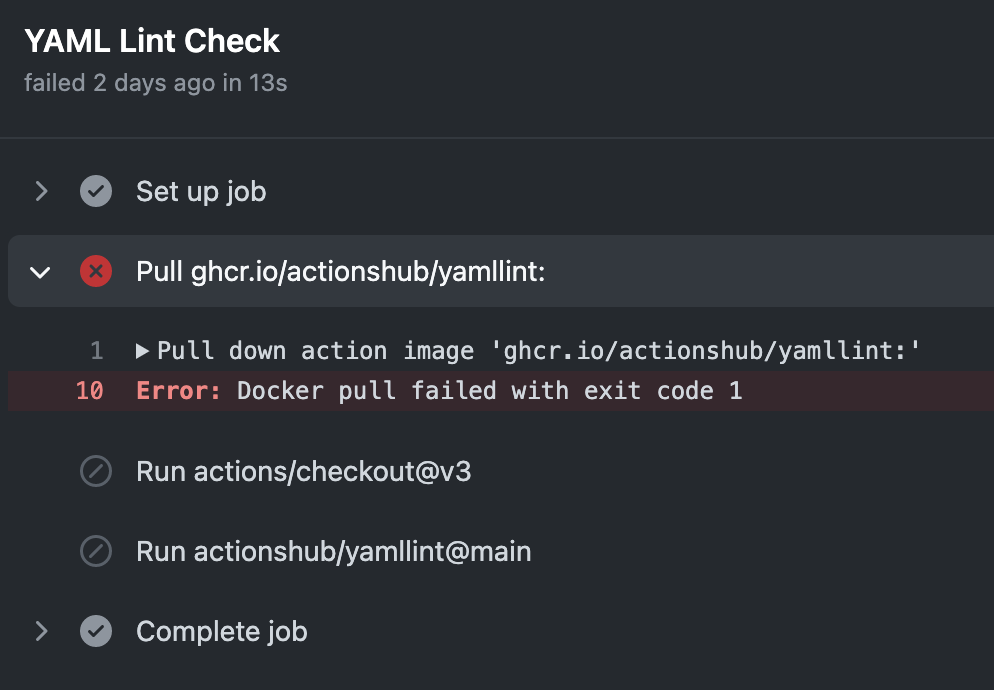 YAML Lint Check
failed 2 days ago in 13s
Set up job
Pull ghcr.io/actionshub/yamllint:
1 Pull down action image 'ghcr.io/actionshub/yamllint:'
10 Error: Docker pull failed with exit code 1
Run actions/checkout@v3
Run actionshub/yamllint@main
Complete job